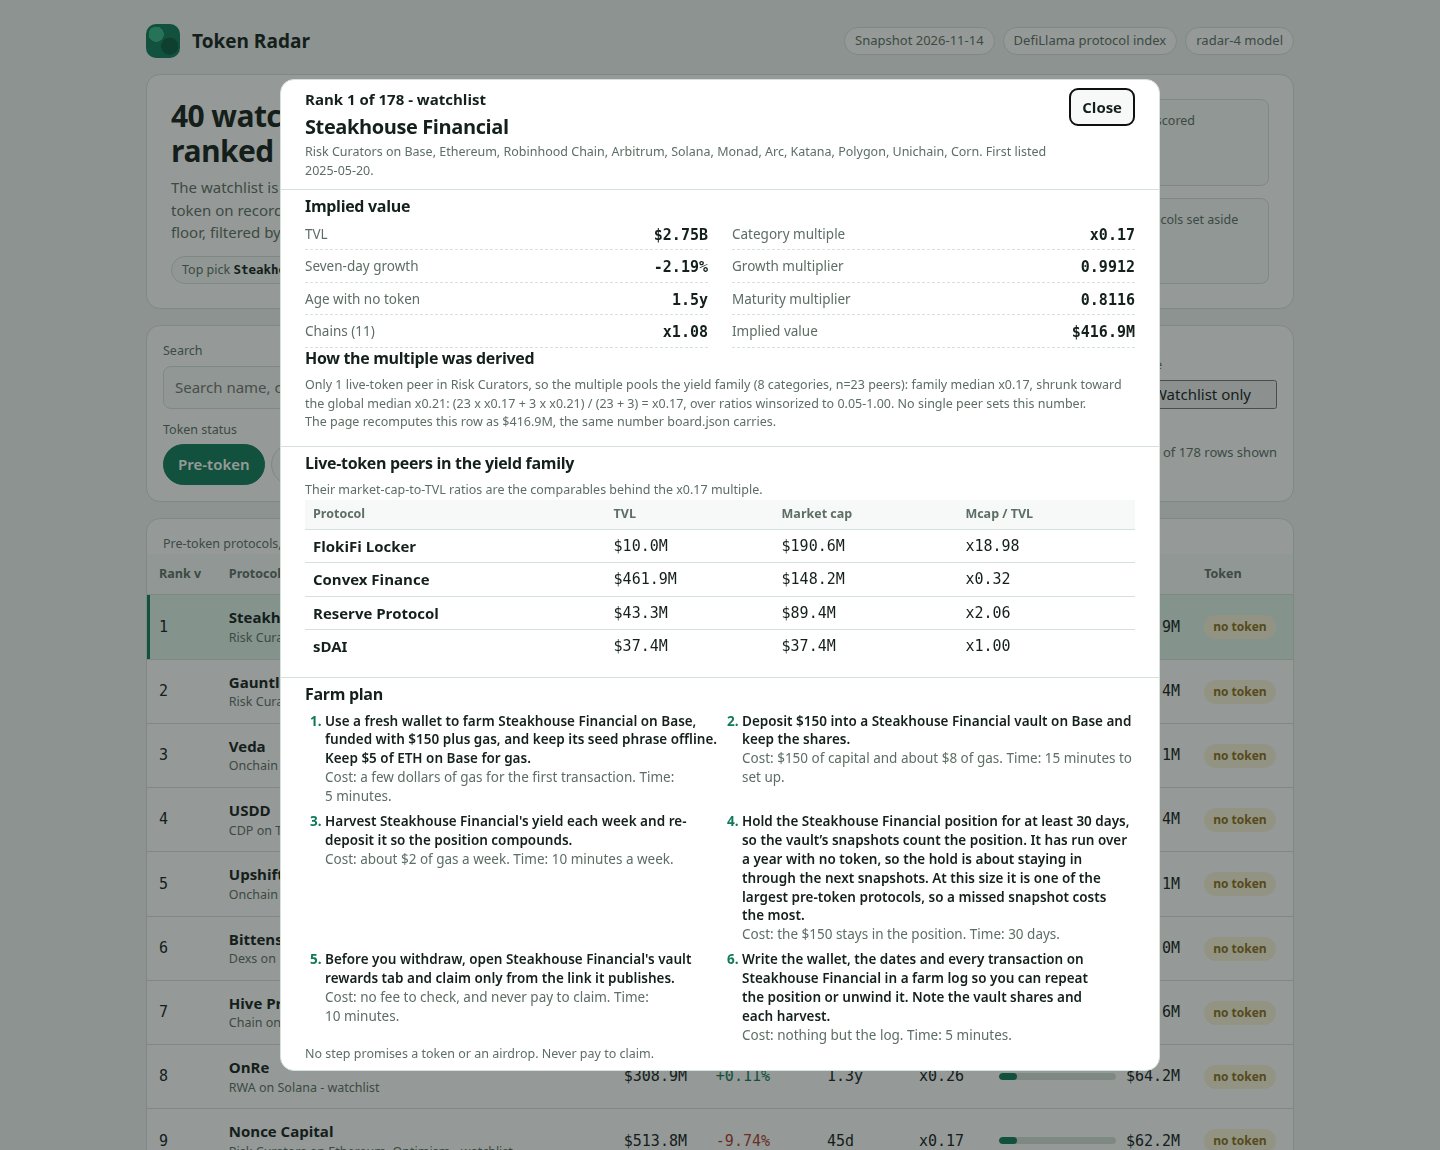 Token Radar
Snapshot 2026-11-14
DefiLlama protocol index
radar-4 model
40 watc
ranked
The watchlist is
token on record
floor, filtered by
Top pick Steakh
scored
cols set aside
Search
Search name, c
Token status
Pre-token
Watchlist only
of 178 rows shown
Pre-token protocols,
Rank v
Protocol
Token
1
Steakh
Risk Cura
9M
no token
2
Gauntl
Risk Cura
4M
no token
3
Veda
Onchain
1M
no token
4
USDD
CDP on T
4M
no token
5
Upshift
Onchain
1M
no token
6
Bittens
Dexs on
0M
no token
7
Hive Pr
Chain on
6M
no token
8
OnRe
RWA on Solana - watchlist
$308.9M
+0.11%
1.3y
x0.26
$64.2M
no token
9
Nonce Capital
Risk Curators on Ethereum, Optimism - watchlist
$513.8M
-9.74%
45d
x0.17
$62.2M
no token
Rank 1 of 178 - watchlist
Close
Steakhouse Financial
Risk Curators on Base, Ethereum, Robinhood Chain, Arbitrum, Solana, Monad, Arc, Katana, Polygon, Unichain, Corn. First listed
2025-05-20.
Implied value
TVL
$2.75B
Category multiple
x0.17
Seven-day growth
-2.19%
Growth multiplier
0.9912
Age with no token
1.5y
Maturity multiplier
0.8116
Chains (11)
x1.08
Implied value
$416.9M
How the multiple was derived
Only 1 live-token peer in Risk Curators, so the multiple pools the yield family (8 categories, n=23 peers): family median x0.17, shrunk toward
the global median x0.21: (23 x x0.17 + 3 x x0.21) / (23 + 3) = x0.17, over ratios winsorized to 0.05-1.00. No single peer sets this number.
The page recomputes this row as $416.9M, the same number board.json carries.
Live-token peers in the yield family
Their market-cap-to-TVL ratios are the comparables behind the x0.17 multiple.
Protocol
TVL
Market cap
Mcap / TVL
FlokiFi Locker
$10.0M
$190.6M
x18.98
Convex Finance
$461.9M
$148.2M
x0.32
Reserve Protocol
$43.3M
$89.4M
x2.06
sDAI
$37.4M
$37.4M
x1.00
Farm plan
1. Use a fresh wallet to farm Steakhouse Financial on Base,
funded with $150 plus gas, and keep its seed phrase offline.
Keep $5 of ETH on Base for gas.
Cost: a few dollars of gas for the first transaction. Time:
5 minutes.
2. Deposit $150 into a Steakhouse Financial vault on Base and
keep the shares.
Cost: $150 of capital and about $8 of gas. Time: 15 minutes to
set up.
3. Harvest Steakhouse Financial's yield each week and re-
deposit it so the position compounds.
Cost: about $2 of gas a week. Time: 10 minutes a week.
4. Hold the Steakhouse Financial position for at least 30 days,
so the vault’s snapshots count the position. It has run over
a year with no token, so the hold is about staying in
through the next snapshots. At this size it is one of the
largest pre-token protocols, so a missed snapshot costs
the most.
Cost: the $150 stays in the position. Time: 30 days.
5. Before you withdraw, open Steakhouse Financial's vault
rewards tab and claim only from the link it publishes.
Cost: no fee to check, and never pay to claim. Time:
10 minutes.
6. Write the wallet, the dates and every transaction on
Steakhouse Financial in a farm log so you can repeat
the position or unwind it. Note the vault shares and
each harvest.
Cost: nothing but the log. Time: 5 minutes.
No step promises a token or an airdrop. Never pay to claim.